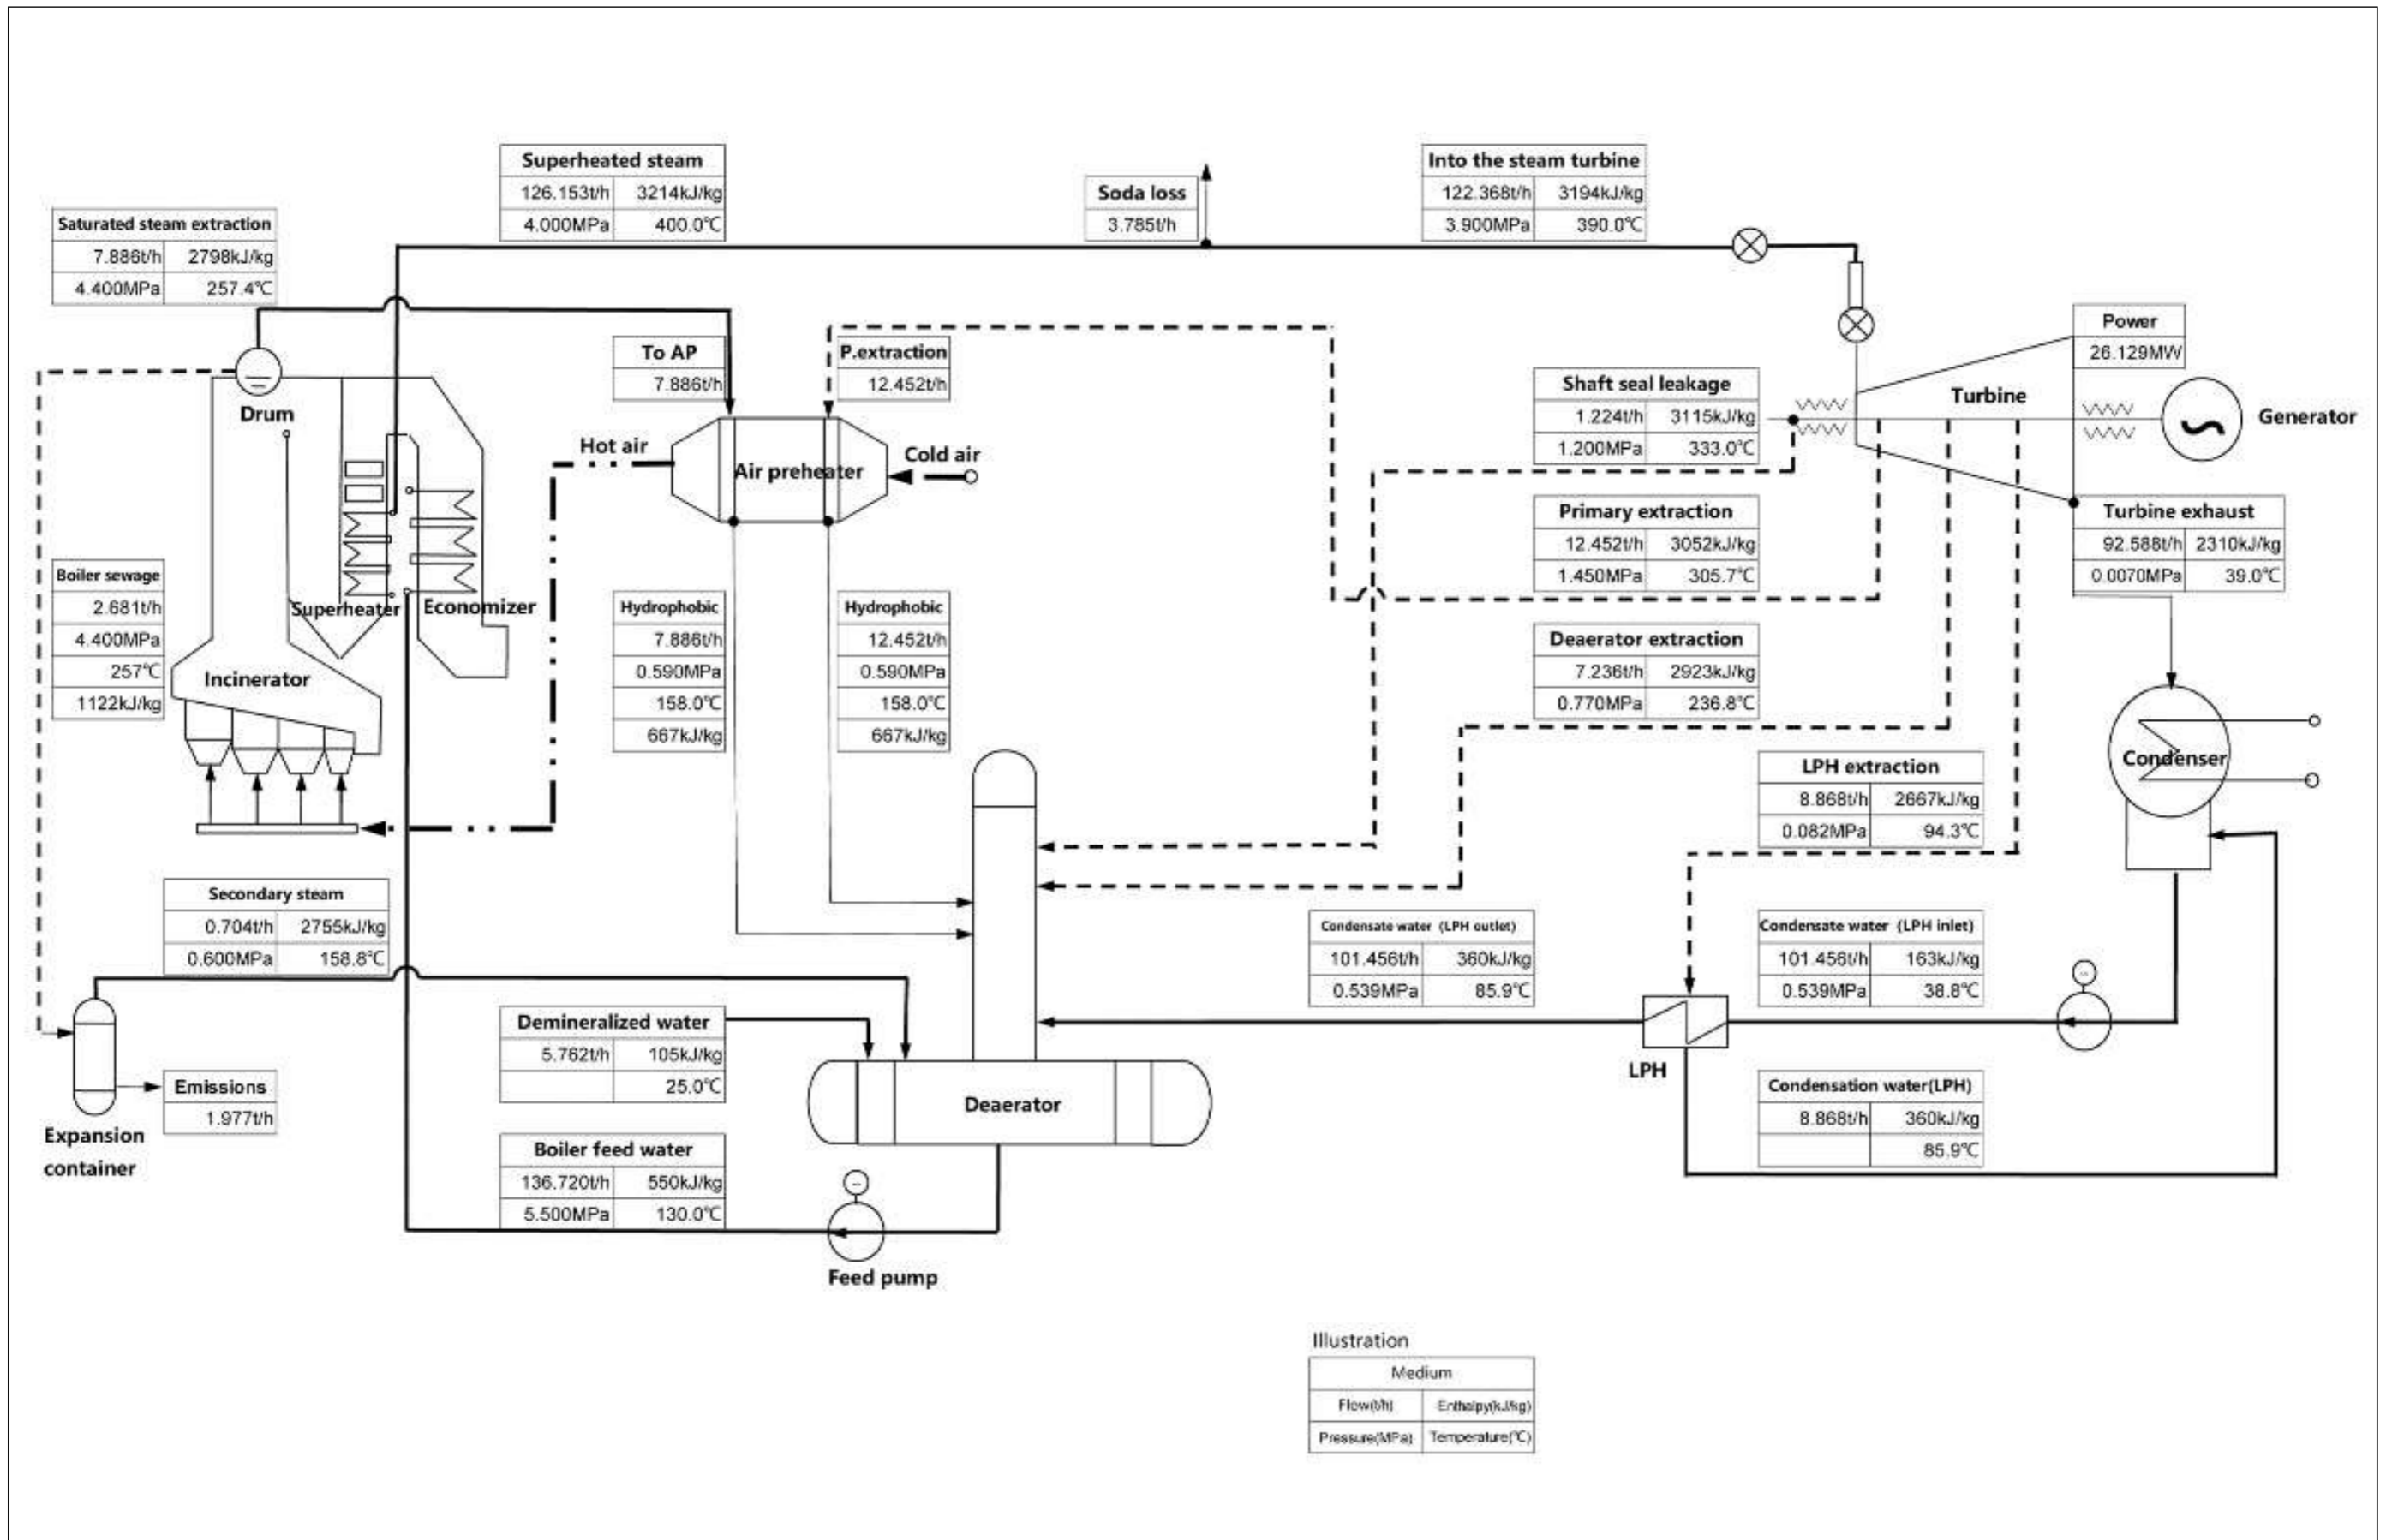 Superheated steam
126.153t/h 3214kJ/kg
4.000MPa 400.0℃
Soda loss
3.785t/h
Into the steam turbine
122.368t/h 3194kJ/kg
3.900MPa 390.0℃
Saturated steam extraction
7.886t/h 2798kJ/kg
4.400MPa 257.4℃
To AP
7.886t/h
P.extraction
12.452t/h
Power
26.129MW
Shaft seal leakage
1.224t/h 3115kJ/kg
1.200MPa 333.0℃
Turbine
Generator
Drum
Hot air
Air preheater
Cold air
Primary extraction
12.452t/h 3052kJ/kg
1.450MPa 305.7℃
Turbine exhaust
92.588t/h 2310kJ/kg
0.0070MPa 39.0℃
Boiler sewage
2.681t/h
4.400MPa
257℃
1122kJ/kg
Superheater
Economizer
Incinerator
Hydrophobic
7.886t/h
0.590MPa
158.0℃
667kJ/kg
Hydrophobic
12.452t/h
0.590MPa
158.0℃
667kJ/kg
Deaerator extraction
7.236t/h 2923kJ/kg
0.770MPa 236.8℃
LPH extraction
8.868t/h 2667kJ/kg
0.082MPa 94.3℃
Condenser
Secondary steam
0.704t/h 2755kJ/kg
0.600MPa 158.8℃
Condensate water (LPH outlet)
101.456t/h 360kJ/kg
0.539MPa 85.9℃
Condensate water (LPH inlet)
101.456t/h 163kJ/kg
0.539MPa 38.8℃
Demineralized water
5.762t/h 105kJ/kg
25.0℃
LPH
Emissions
1.977t/h
Expansion
container
Deaerator
Condensation water(LPH)
8.868t/h 360kJ/kg
85.9℃
Boiler feed water
136.720t/h 550kJ/kg
5.500MPa 130.0℃
Feed pump
Illustration
Medium
Flow(t/h) Enthalpy(kJ/kg)
Pressure(MPa) Temperature(℃)